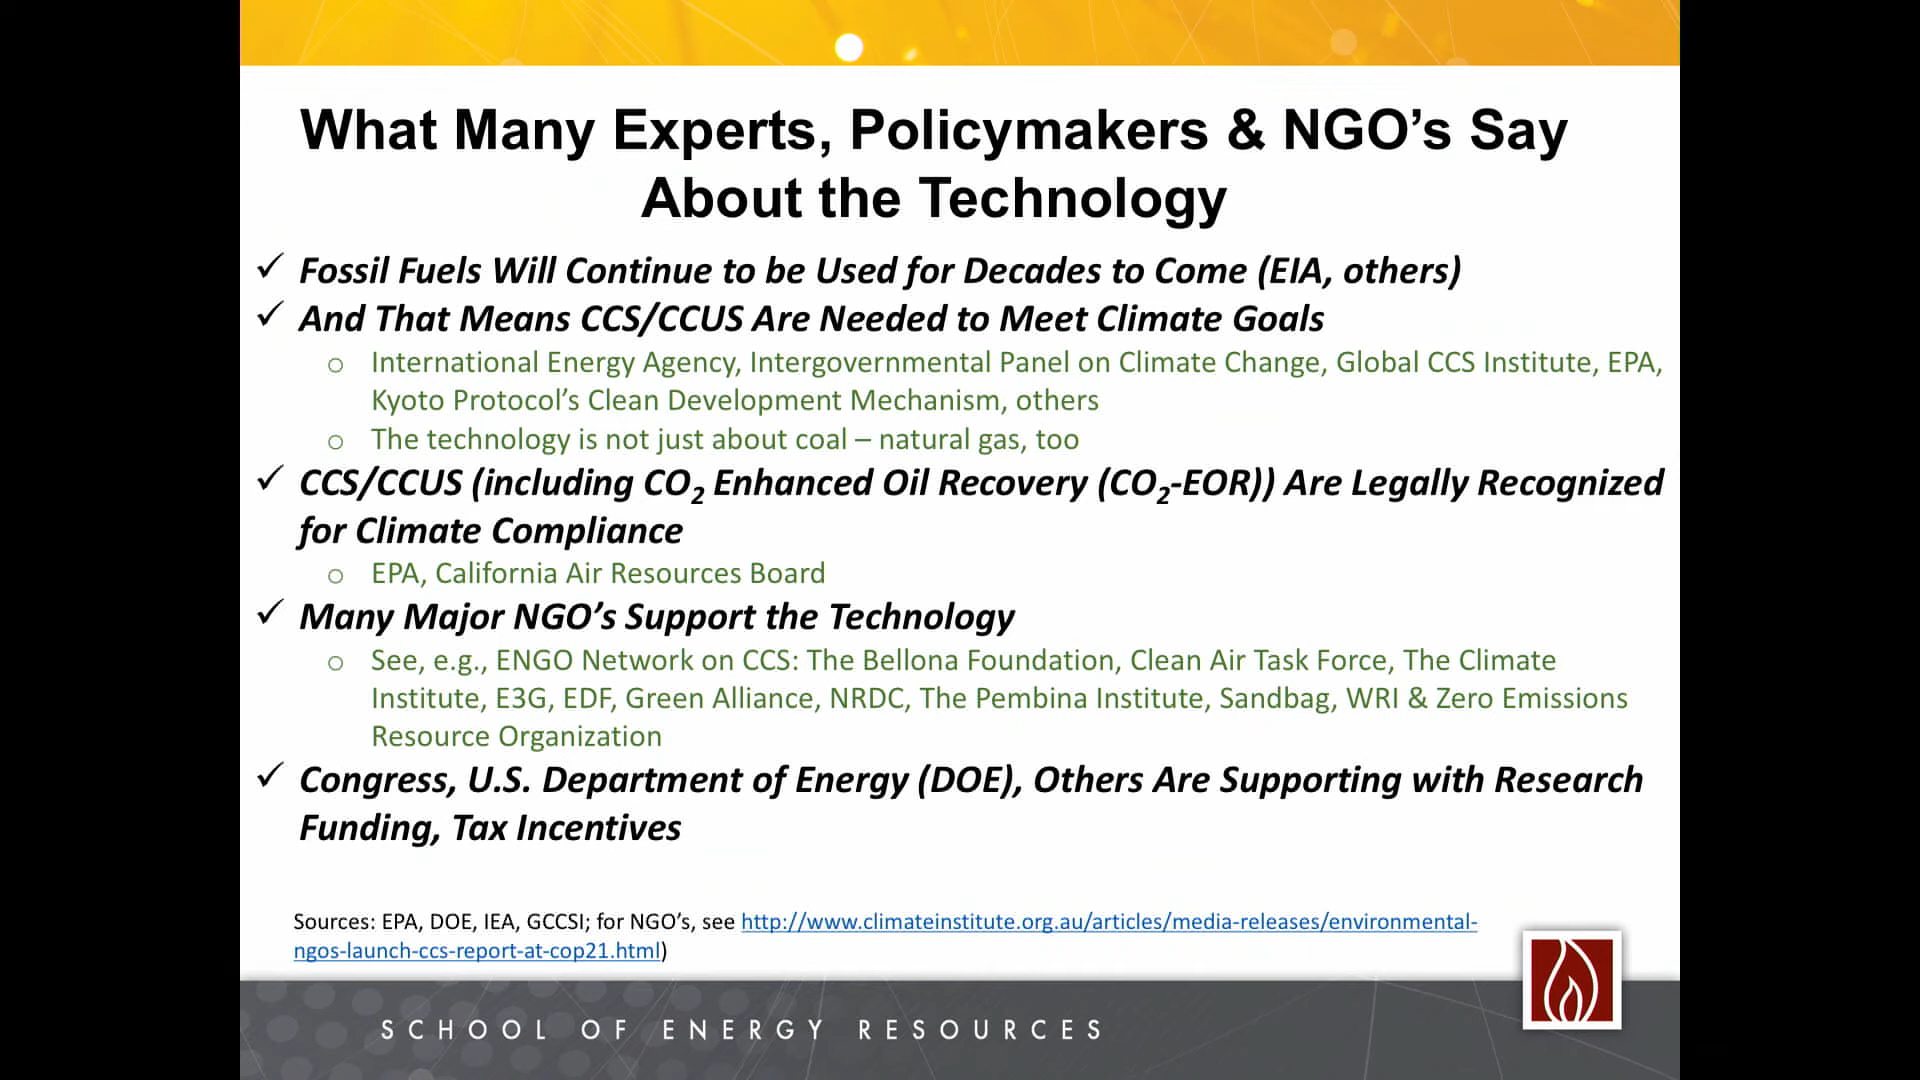 What Many Experts, Policymakers & NGO’s Say
About the Technology
✓ Fossil Fuels Will Continue to be Used for Decades to Come (EIA, others)
✓ And That Means CCS/CCUS Are Needed to Meet Climate Goals
o International Energy Agency, Intergovernmental Panel on Climate Change, Global CCS Institute, EPA,
Kyoto Protocol’s Clean Development Mechanism, others
o The technology is not just about coal – natural gas, too
✓ CCS/CCUS (including CO₂ Enhanced Oil Recovery (CO₂-EOR)) Are Legally Recognized
for Climate Compliance
o EPA, California Air Resources Board
✓ Many Major NGO’s Support the Technology
o See, e.g., ENGO Network on CCS: The Bellona Foundation, Clean Air Task Force, The Climate
Institute, E3G, EDF, Green Alliance, NRDC, The Pembina Institute, Sandbag, WRI & Zero Emissions
Resource Organization
✓ Congress, U.S. Department of Energy (DOE), Others Are Supporting with Research
Funding, Tax Incentives
Sources: EPA, DOE, IEA, GCCSI; for NGO’s, see http://www.climateinstitute.org.au/articles/media-releases/environmental-
ngos-launch-ccs-report-at-cop21.html)
SCHOOL OF ENERGY RESOURCES